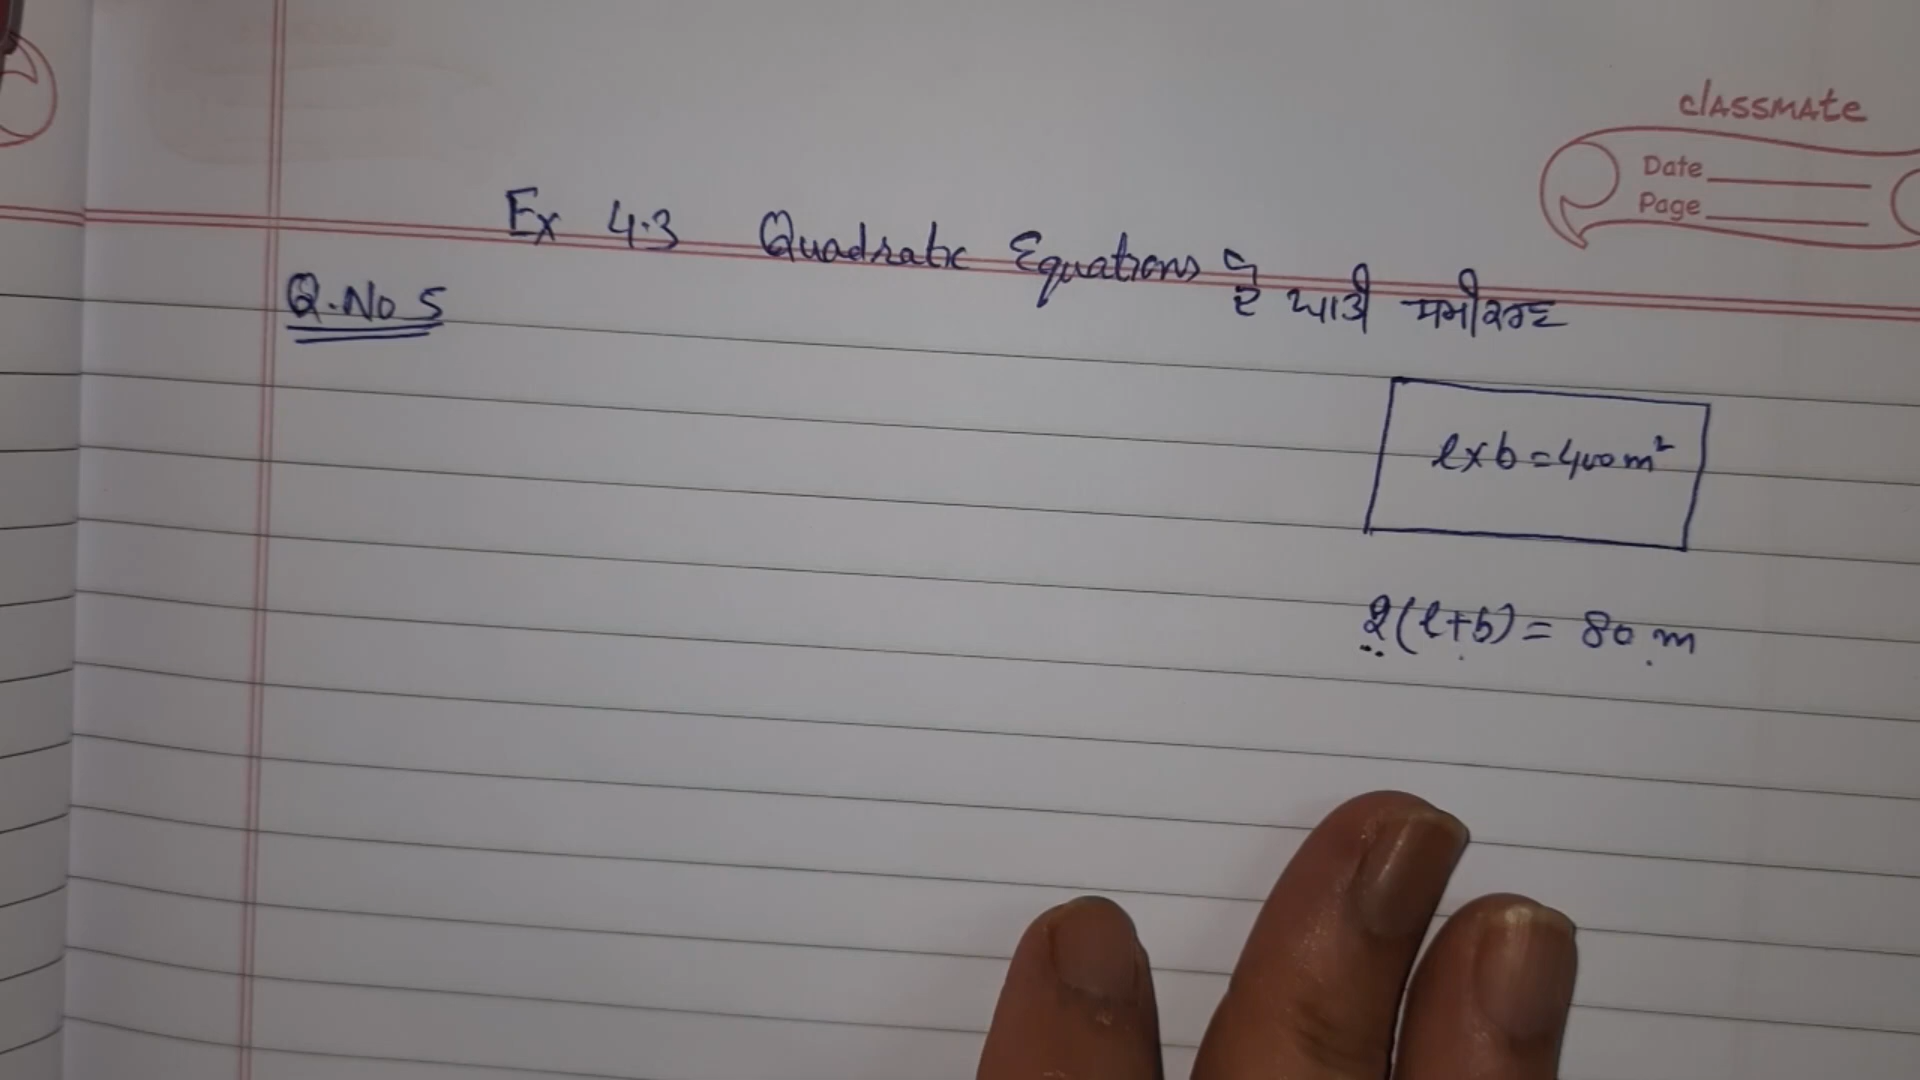 classmate
Date
Page
Ex 4.3 Quadratic Equations ਦੋ ਘਾਤੀ ਸਮੀਕਰਣ
Q.No 5
l×b=400m²
2(l+b)= 80 m